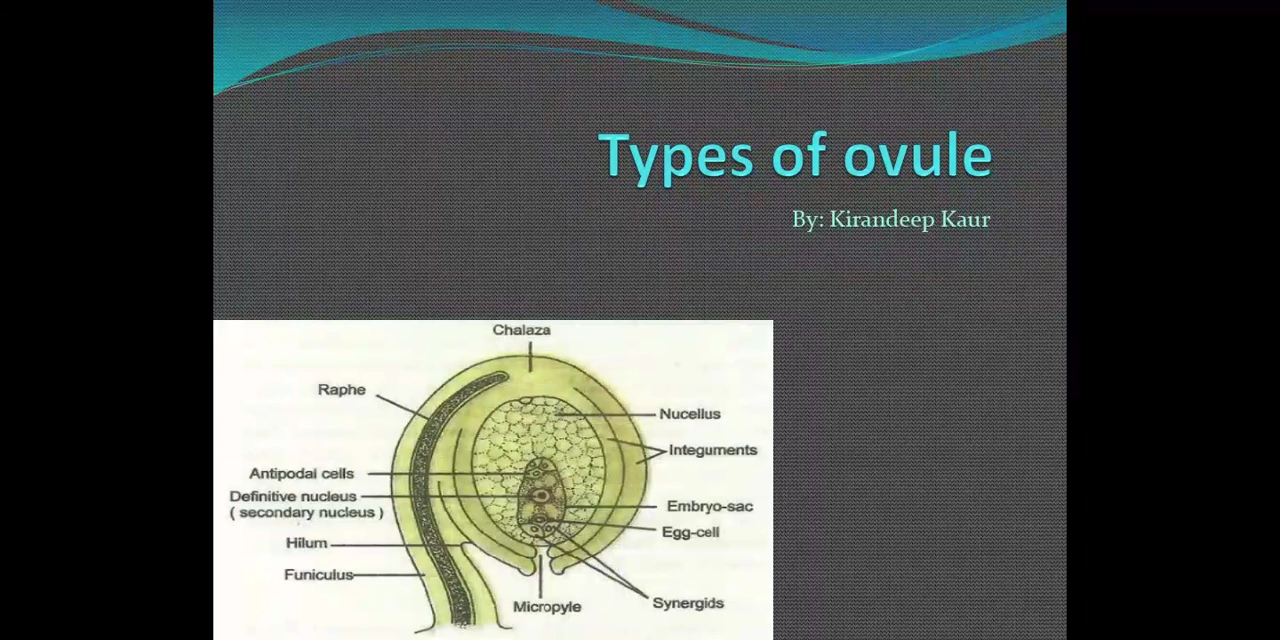 Types of ovule
By: Kirandeep Kaur
Chalaza
Raphe
Nucellus
Integuments
Antipodal cells
Definitive nucleus
( secondary nucleus )
Embryo-sac
Egg-cell
Hilum
Funiculus
Micropyle
Synergids